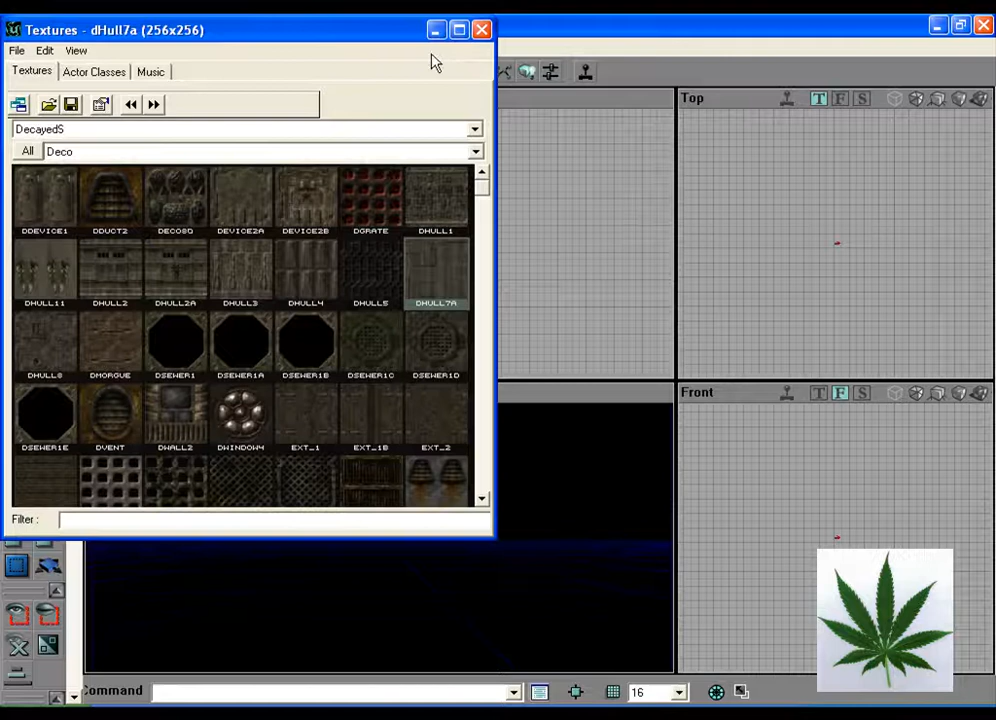 Textures - dHull7a (256x256)
File Edit View
Textures Actor Classes Music
DecayedS
All Deco
DDEVICE1 DDUCT2 DECO8D DEVICE2A DEVICE2B DGRATE DHULL1
DHULL11 DHULL2 DHULL2A DHULL3 DHULL4 DHULL5 DHULL7A
DHULL8 DMORGUE DSEWER1 DSEWER1A DSEWER1B DSEWER1C DSEWER1D
DSEWER1E DVENT DWALL2 DWINDOW4 EXT_1 EXT_1B EXT_2
Filter :
Top T F S
Front T F S
Command 16